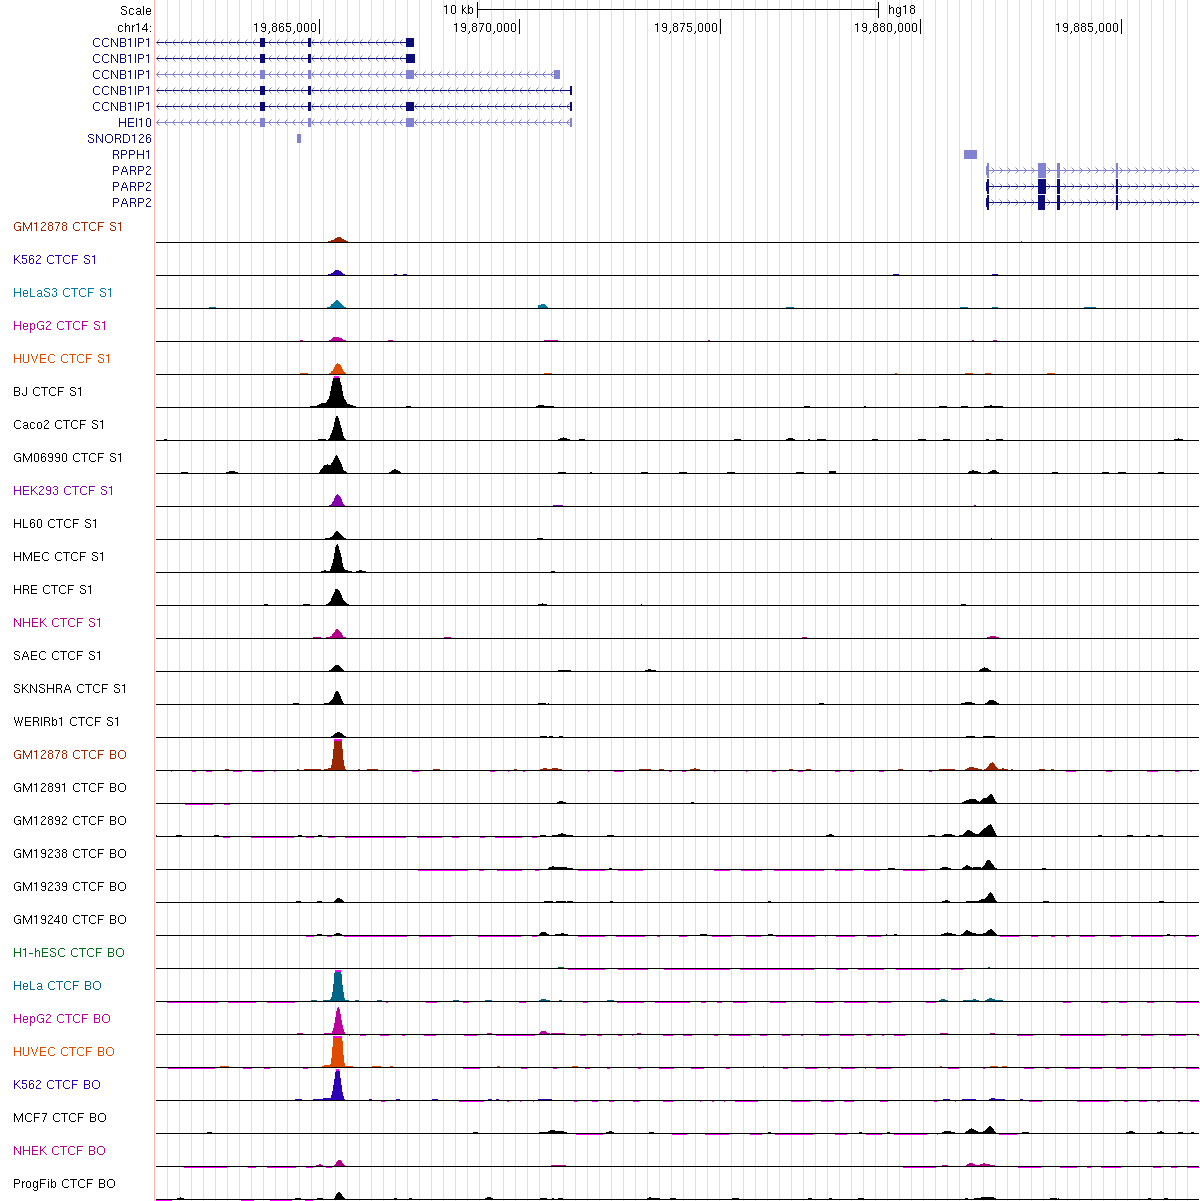 Scale 10 kb hg18
chr14: 19,865,000 19,870,000 19,875,000 19,880,000 19,885,000
CCNB1IP1
CCNB1IP1
CCNB1IP1
CCNB1IP1
CCNB1IP1
HEI10
SNORD126
RPPH1
PARP2
PARP2
PARP2
GM12878 CTCF S1
K562 CTCF S1
HeLaS3 CTCF S1
HepG2 CTCF S1
HUVEC CTCF S1
BJ CTCF S1
Caco2 CTCF S1
GM06990 CTCF S1
HEK293 CTCF S1
HL60 CTCF S1
HMEC CTCF S1
HRE CTCF S1
NHEK CTCF S1
SAEC CTCF S1
SKNSHRA CTCF S1
WERIRb1 CTCF S1
GM12878 CTCF BO
GM12891 CTCF BO
GM12892 CTCF BO
GM19238 CTCF BO
GM19239 CTCF BO
GM19240 CTCF BO
H1-hESC CTCF BO
HeLa CTCF BO
HepG2 CTCF BO
HUVEC CTCF BO
K562 CTCF BO
MCF7 CTCF BO
NHEK CTCF BO
ProgFib CTCF BO